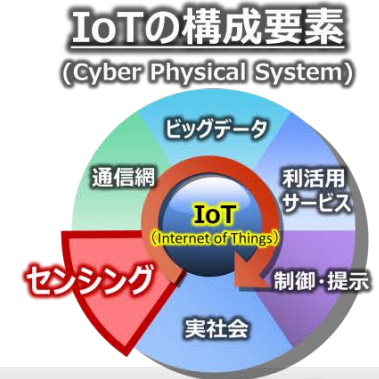 IoTの構成要素
(Cyber Physical System)
ビッグデータ
通信網
利活用
サービス
IoT
(Internet of Things)
センシング
制御・提示
実社会